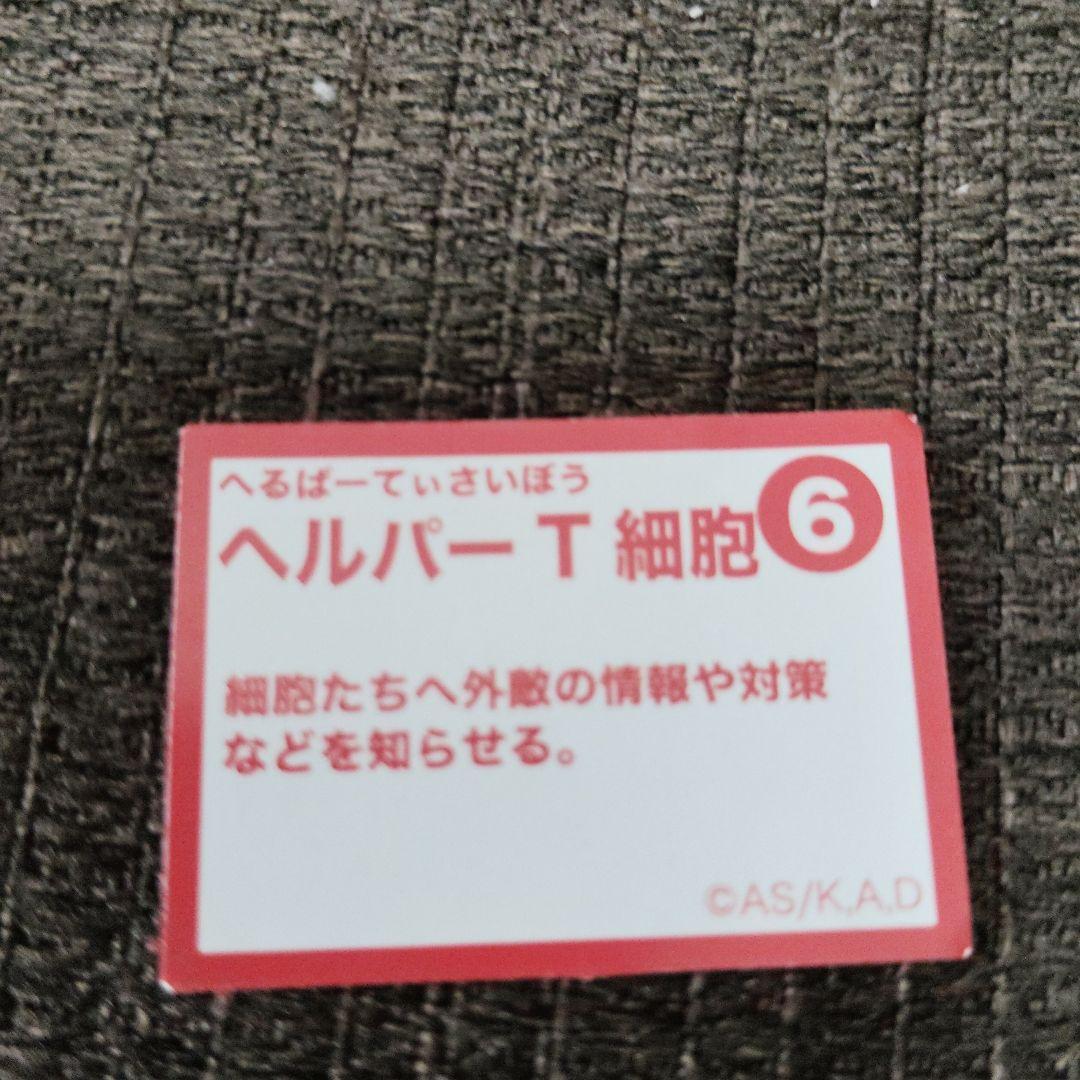 へるぱーてぃさいぼう
ヘルパーT細胞
6
細胞たちへ外敵の情報や対策
などを知らせる。
©AS/K,A,D